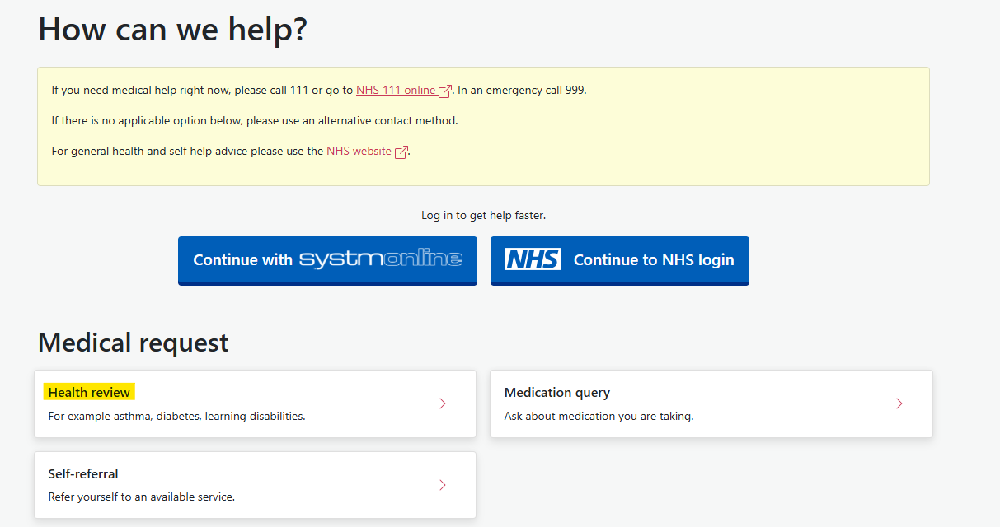 How can we help?
If you need medical help right now, please call 111 or go to NHS 111 online. In an emergency call 999.
If there is no applicable option below, please use an alternative contact method.
For general health and self help advice please use the NHS website.
Log in to get help faster.
Continue with systmonline
NHS Continue to NHS login
Medical request
Health review
For example asthma, diabetes, learning disabilities.
Medication query
Ask about medication you are taking.
Self-referral
Refer yourself to an available service.